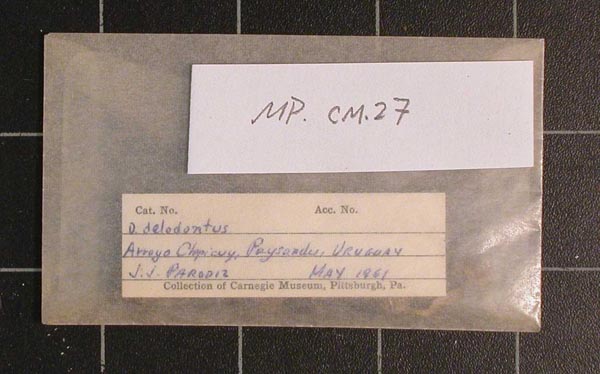 MP. CM.27
Cat. No. Acc. No.
D. delodontus
Arroyo Chapicuy, Paysandu, URUGUAY
J.J. PARODIZ MAY 1961
Collection of Carnegie Museum, Pittsburgh, Pa.